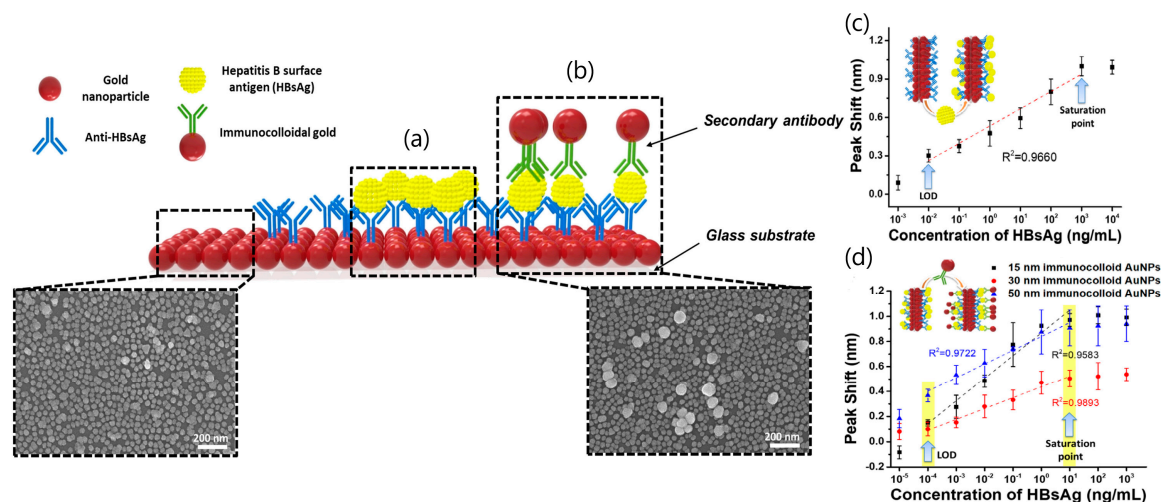 Gold
nanoparticle
Hepatitis B surface
antigen (HBsAg)
Anti-HBsAg
Immunocolloidal gold
(a)
(b)
Secondary antibody
Glass substrate
200 nm
200 nm
(c)
Peak Shift (nm)
1.2
0.9
0.6
0.3
0.0
LOD
Saturation
point
R²=0.9660
10⁻³ 10⁻² 10⁻¹ 10⁰ 10¹ 10² 10³ 10⁴
Concentration of HBsAg (ng/mL)
(d)
15 nm immunocolloid AuNPs
30 nm immunocolloid AuNPs
50 nm immunocolloid AuNPs
Peak Shift (nm)
1.2
1.0
0.8
0.6
0.4
0.2
0.0
-0.2
R²=0.9722
R²=0.9583
R²=0.9893
LOD
Saturation
point
10⁻⁵ 10⁻⁴ 10⁻³ 10⁻² 10⁻¹ 10⁰ 10¹ 10² 10³
Concentration of HBsAg (ng/mL)